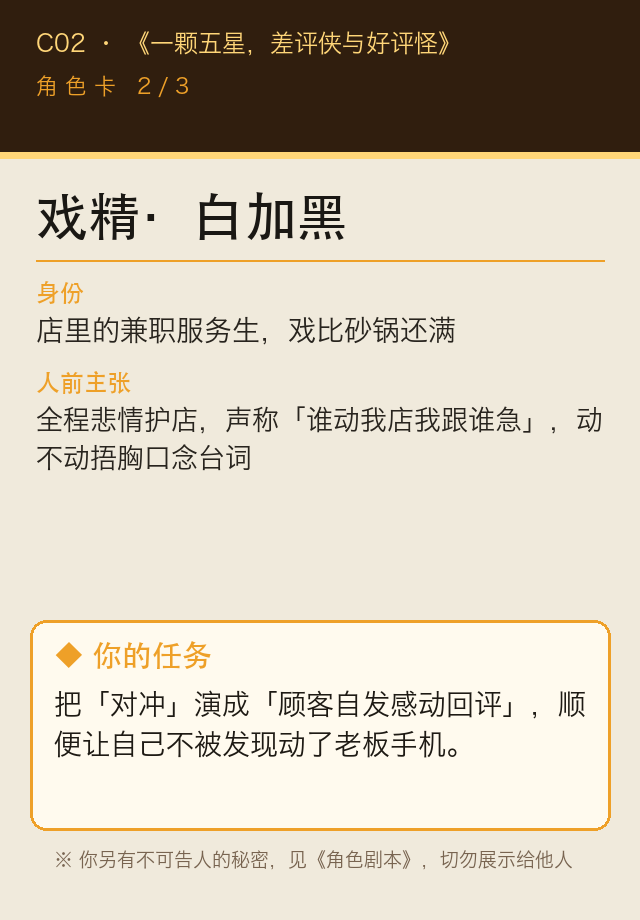 C02 · 《一颗五星，差评侠与好评怪》
角色卡 2/3
戏精· 白加黑
身份
店里的兼职服务生，戏比砂锅还满
人前主张
全程悲情护店，声称「谁动我店我跟谁急」，动
不动捂胸口念台词
◆ 你的任务
把「对冲」演成「顾客自发感动回评」，顺
便让自己不被发现动了老板手机。
※ 你另有不可告人的秘密，见《角色剧本》，切勿展示给他人